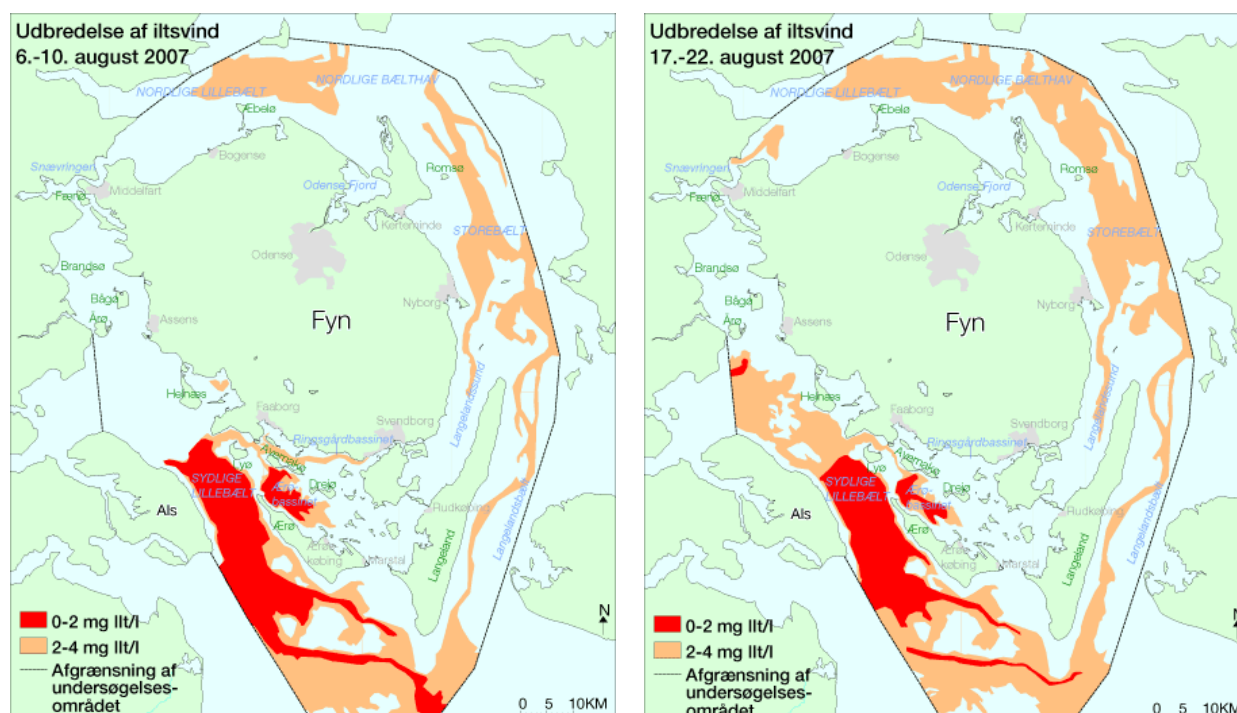 Udbredelse af iltsvind
6.-10. august 2007
NORDLIGE BÆLTHAV
NORDLIGE LILLEBÆLT
Æbelø
Bogense
Snævringen
Middelfart
Fænø
Romsø
Odense Fjord
Kerteminde
STOREBÆLT
Odense
Brandsø
Bågø
Årø
Assens
Nyborg
Fyn
Helnæs
Faaborg
Svendborg
Langelandssund
Ringsgårdbassinet
Avernakø
Lyø
SYDLIGE
LILLEBÆLT
Drejø
bassinet
Als
Ærø
Rudkøbing
Ærøs-
købing
Marstal
Langeland
Langelandsbælt
N
0-2 mg Ilt/l
2-4 mg Ilt/l
Afgrænsning af
undersøgelses-
området
0 5 10KM
Udbredelse af iltsvind
17.-22. august 2007
NORDLIGE BÆLTHAV
NORDLIGE LILLEBÆLT
Æbelø
Bogense
Snævringen
Middelfart
Fænø
Romsø
Odense Fjord
Kerteminde
STOREBÆLT
Odense
Brandsø
Bågø
Årø
Assens
Nyborg
Fyn
Helnæs
Faaborg
Svendborg
Langelandssund
Ringsgårdbassinet
Avernakø
Lyø
SYDLIGE
LILLEBÆLT
Drejø
Ærø-
bassinet
Als
Ærø
Rudkøbing
Ærøs-
købing
Marstal
Langeland
Langelandsbælt
N
0-2 mg Ilt/l
2-4 mg Ilt/l
Afgrænsning af
undersøgelses-
området
0 5 10KM